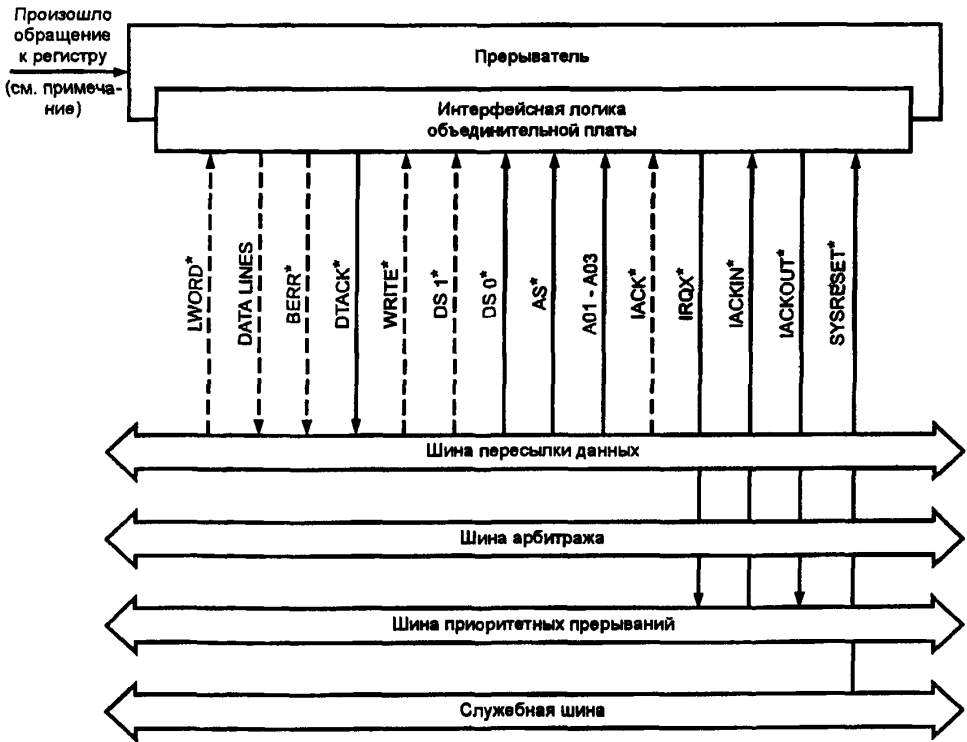 Произошло
обращение
к регистру
(см. примеча-
ние)
Прерыватель
Интерфейсная логика
объединительной платы
LWORD*
DATA LINES
BERR*
DTACK*
WRITE*
DS 1*
DS 0*
AS*
A01 - A03
IACK*
IRQX*
IACKIN*
IACKOUT*
SYSRESET*
Шина пересылки данных
Шина арбитража
Шина приоритетных прерываний
Служебная шина